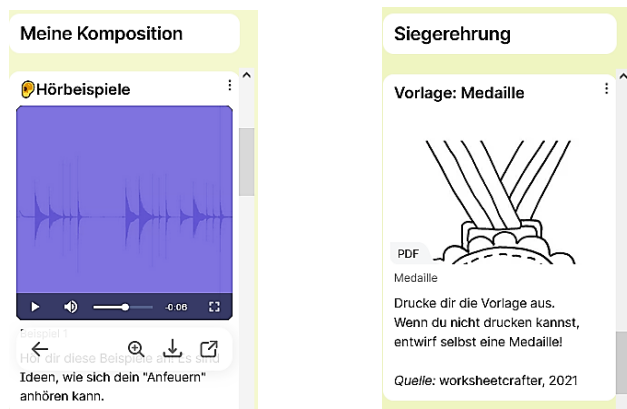 Meine Komposition
👂Hörbeispiele
-0:06
Beispiel 1
Hör dir diese Beispiele an! Es sind
Ideen, wie sich dein "Anfeuern"
anhören kann.
Siegerehrung
Vorlage: Medaille
PDF
Medaille
Drucke dir die Vorlage aus.
Wenn du nicht drucken kannst,
entwirf selbst eine Medaille!
Quelle: worksheetcrafter, 2021